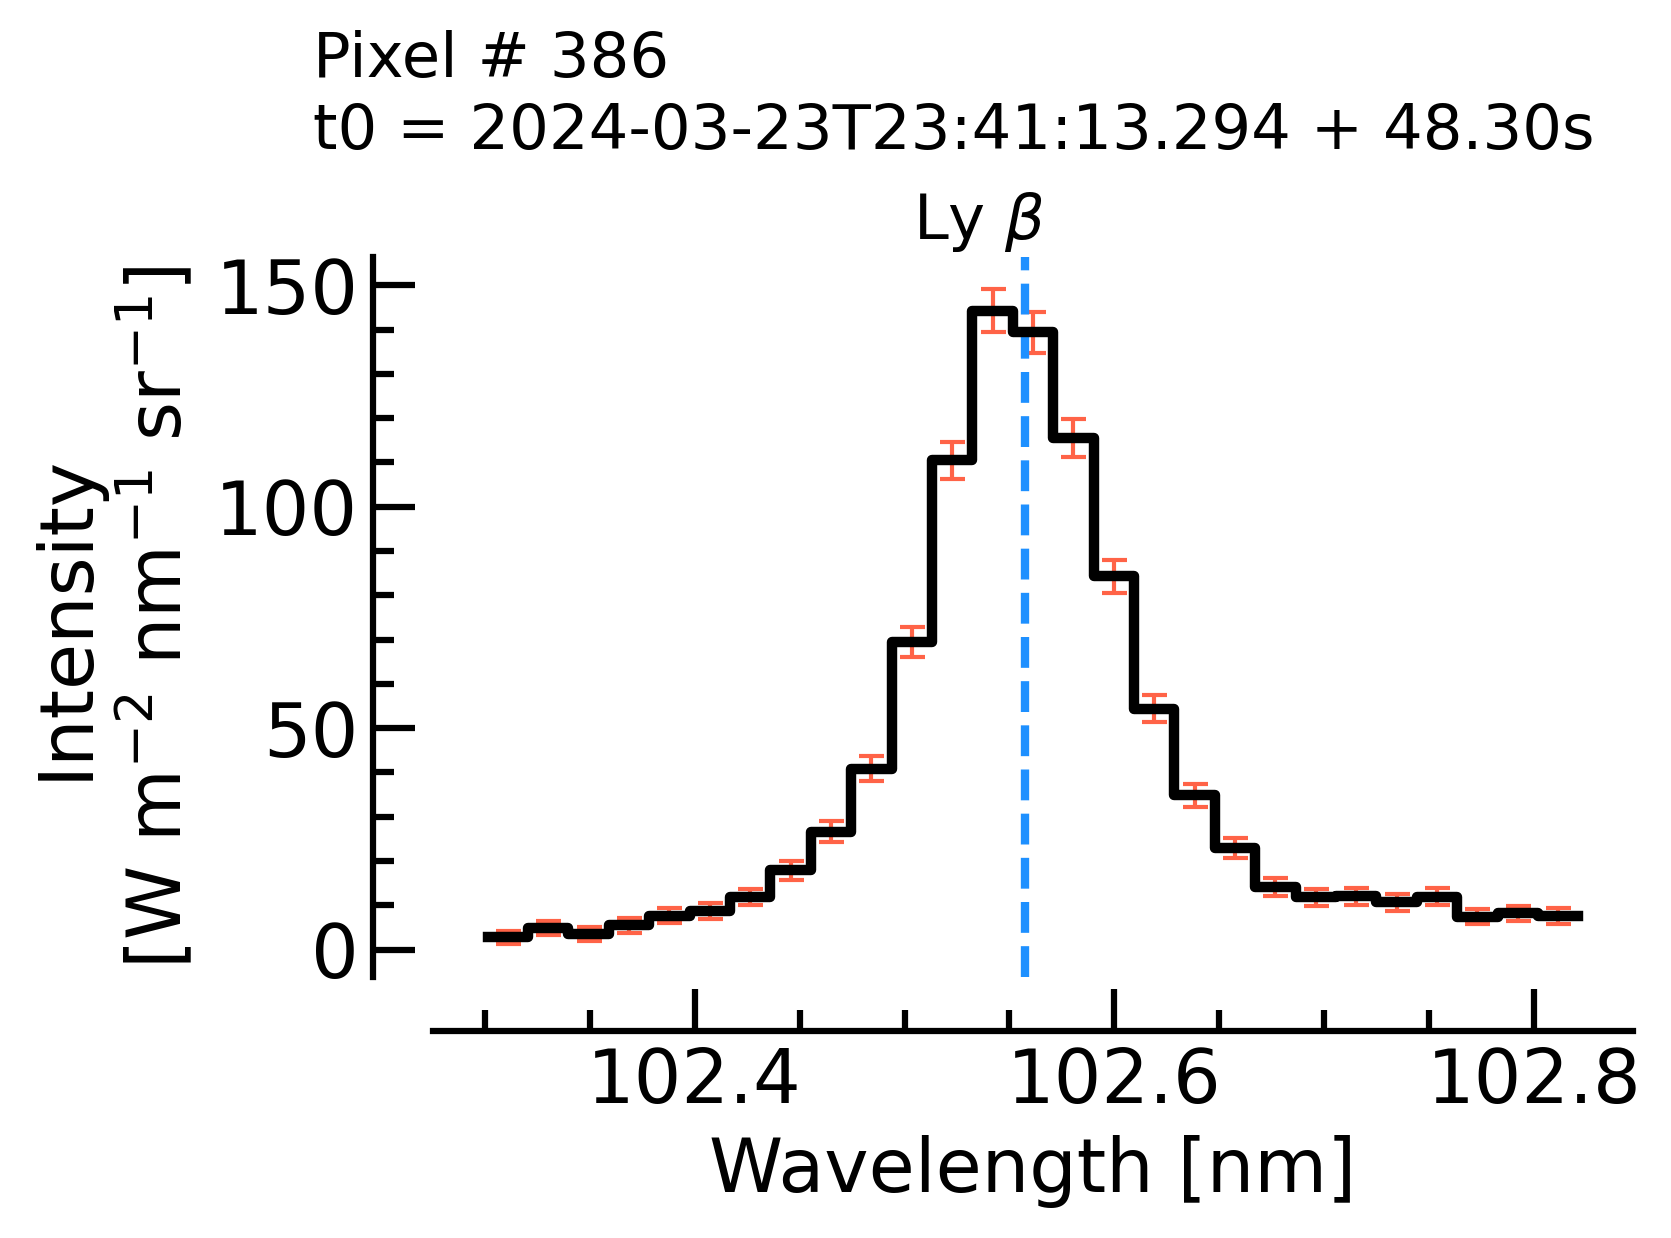 Pixel # 386
t0 = 2024-03-23T23:41:13.294 + 48.30s
Ly β
Intensity
[W m⁻² nm⁻¹ sr⁻¹]
150
100
50
0
102.4
102.6
102.8
Wavelength [nm]